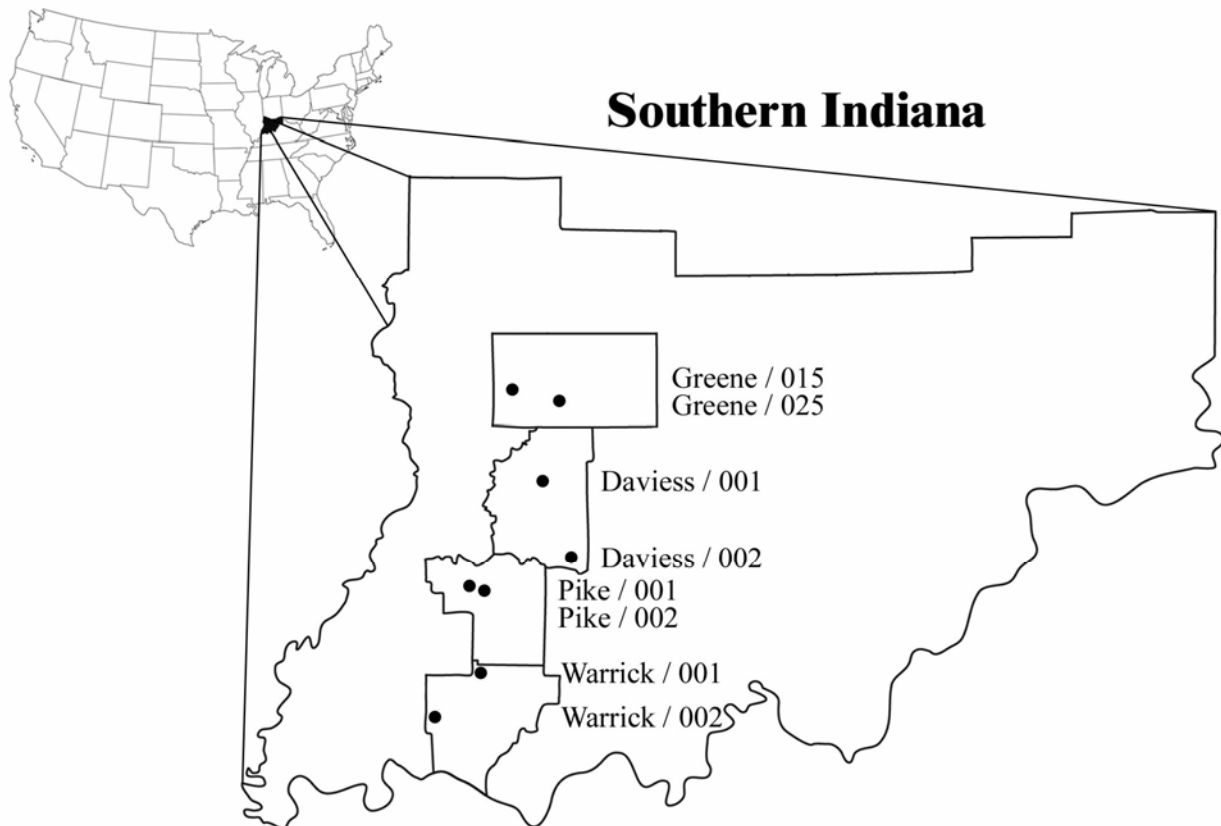 Southern Indiana
Greene / 015
Greene / 025
Daviess / 001
Daviess / 002
Pike / 001
Pike / 002
Warrick / 001
Warrick / 002